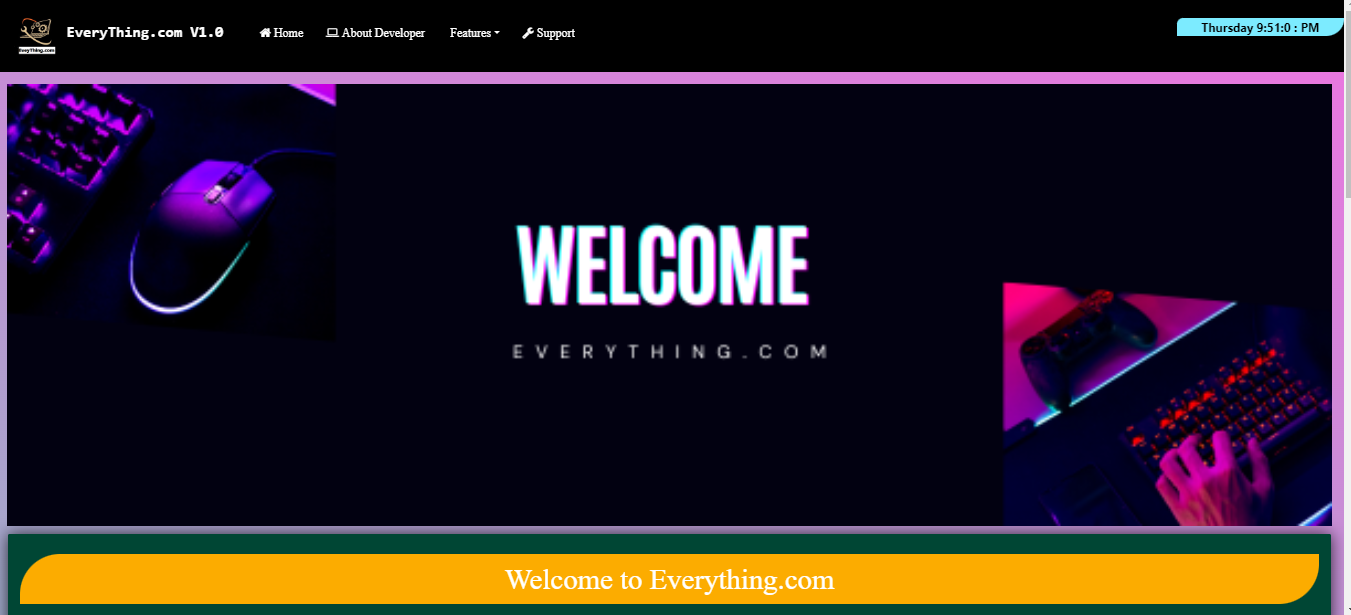 EveryThing.com V1.0
Home
About Developer
Features
Support
Thursday 9:51:0 : PM
EveyThing.com
WELCOME
EVERYTHING.COM
Welcome to Everything.com